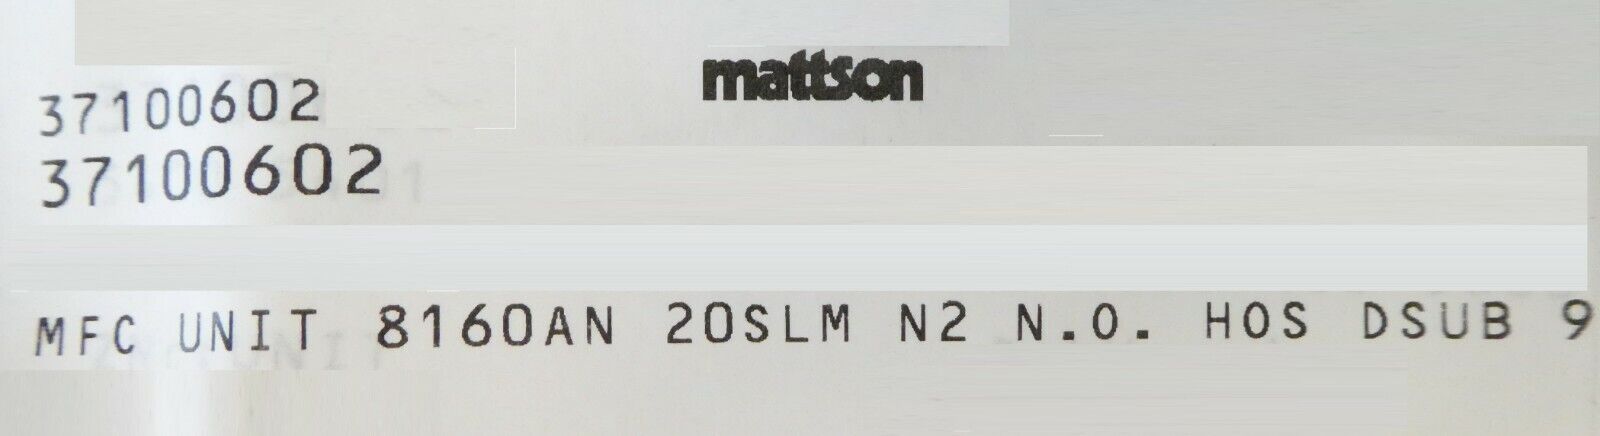 mattson
37100602
37100602
MFC UNIT 8160AN 20SLM N2 N.O. HOS DSUB 9